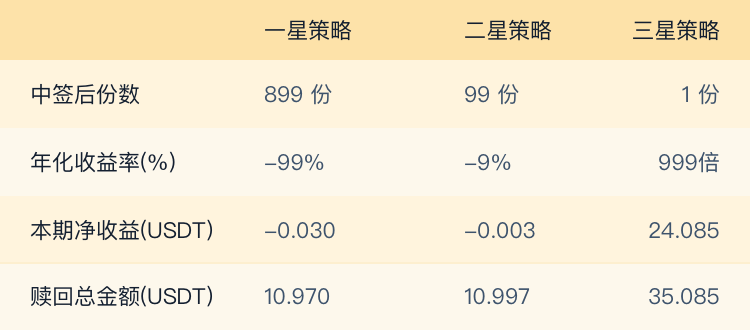 一星策略 二星策略 三星策略
中签后份数 899 份 99 份 1 份
年化收益率(%) –99% –9% 999倍
本期净收益(USDT) –0.030 –0.003 24.085
赎回总金额(USDT) 10.970 10.997 35.085